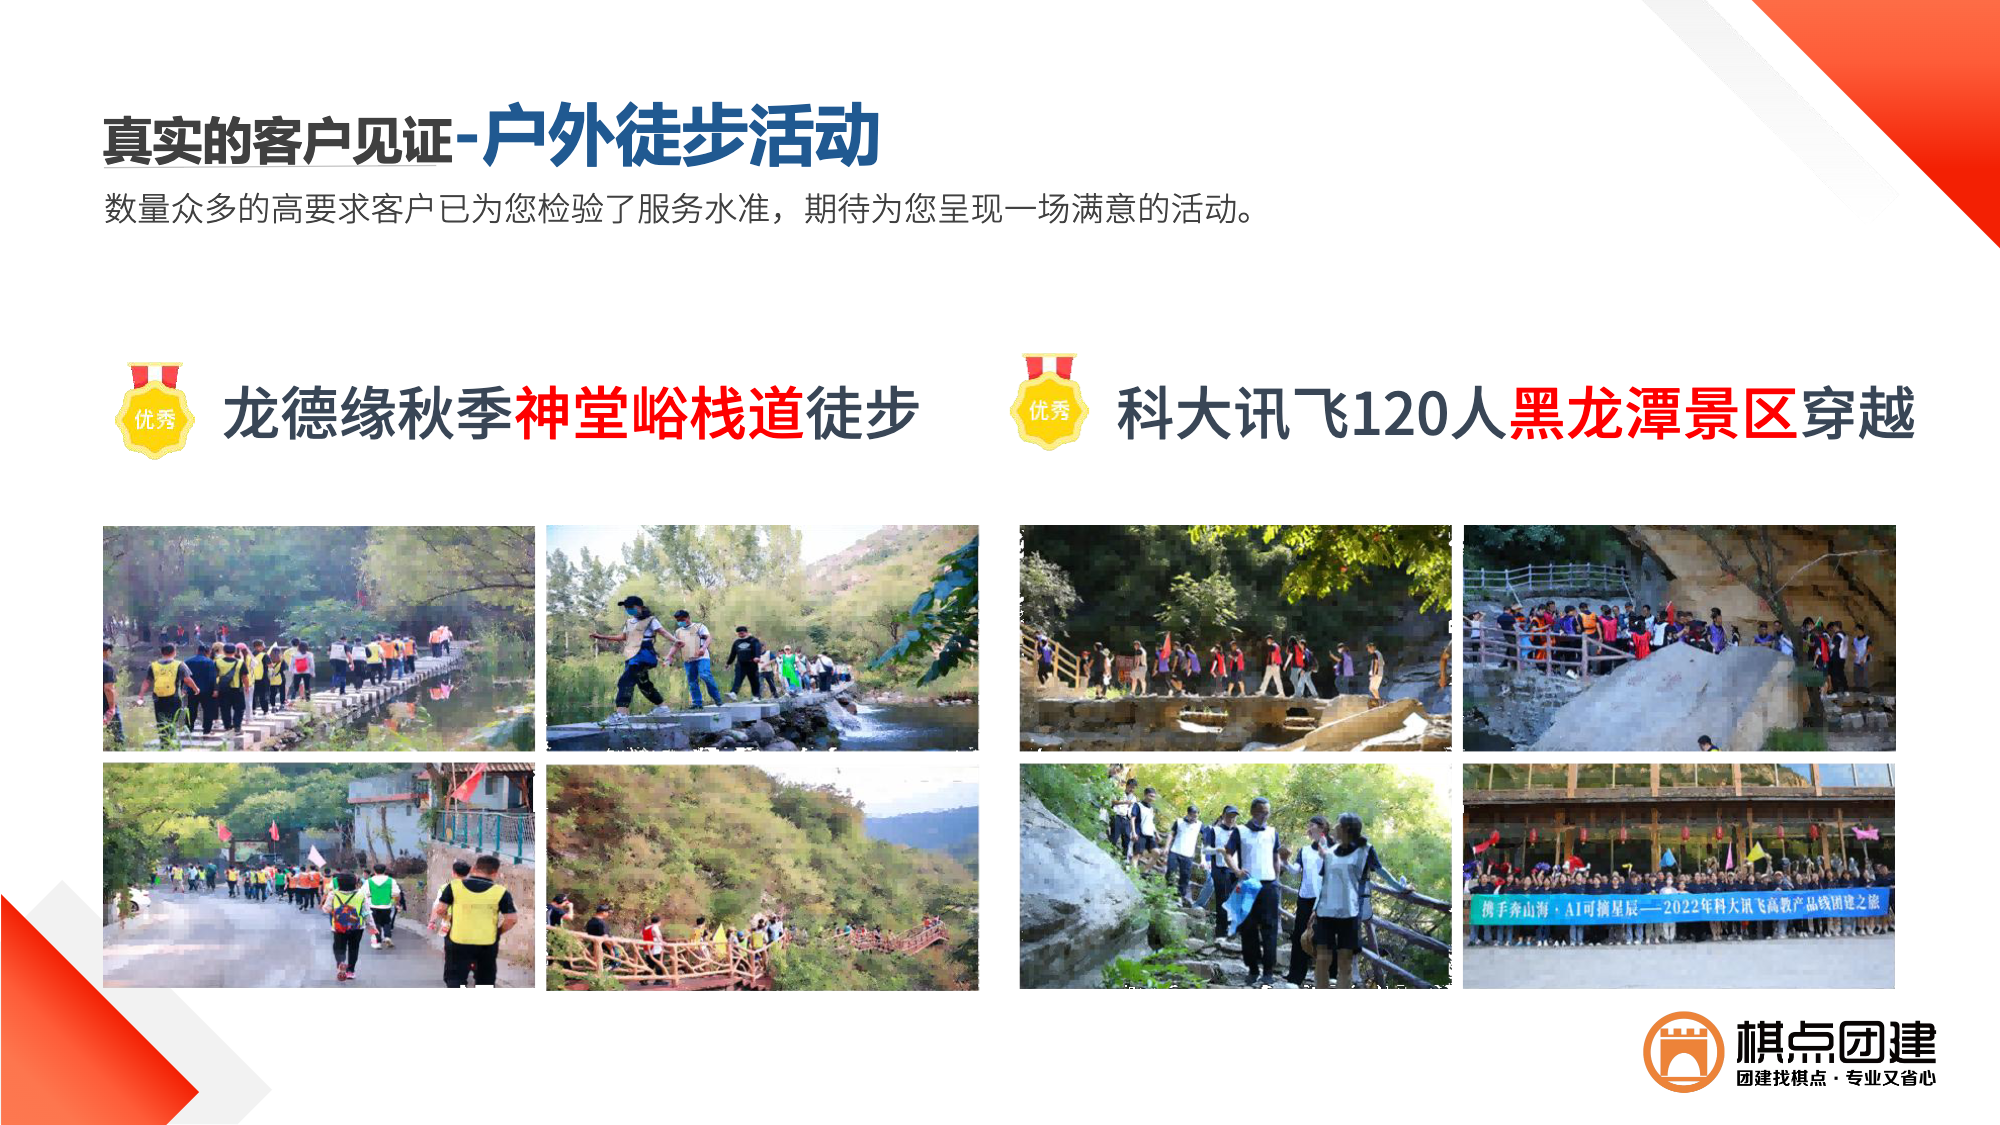 真实的客户见证-户外徒步活动
数量众多的高要求客户已为您检验了服务水准，期待为您呈现一场满意的活动。
优秀
龙德缘秋季神堂峪栈道徒步
优秀
科大讯飞120人黑龙潭景区穿越
携手奔山海·AI可摘星辰——2022年科大讯飞高教产品线团建之旅
棋点团建
团建找棋点·专业又省心